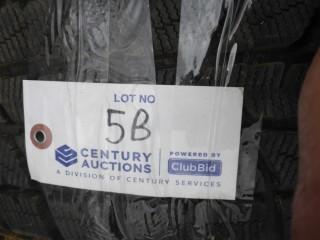 LOT NO
5B
CENTURY AUCTIONS
POWERED BY
ClubBid
A DIVISION OF CENTURY SERVICES